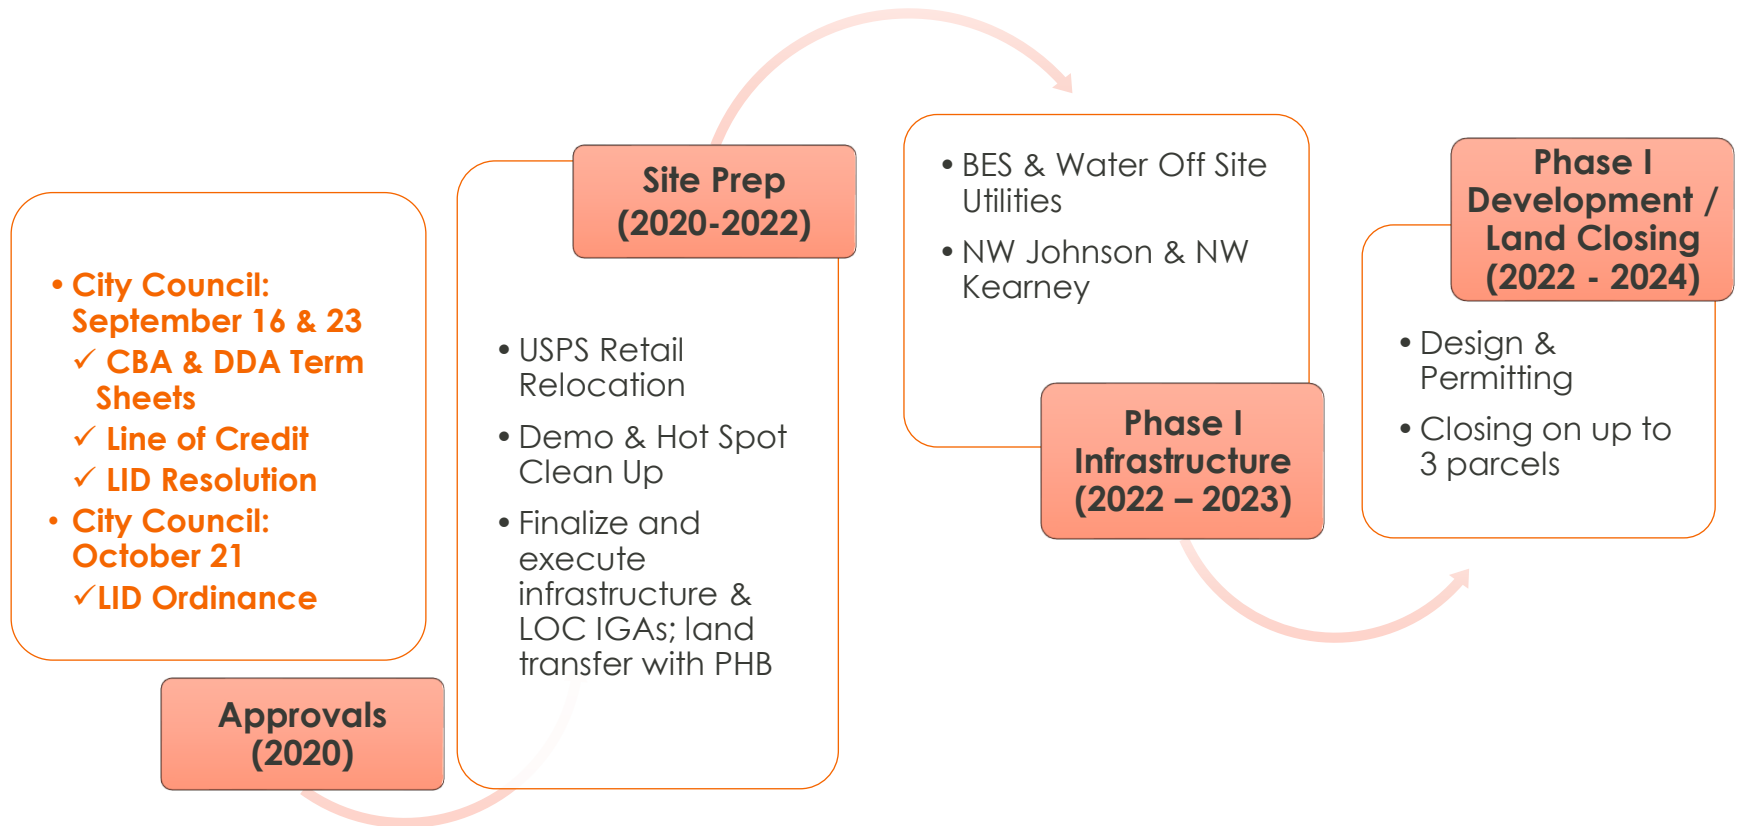 • City Council:
September 16 & 23
✓ CBA & DDA Term
Sheets
✓ Line of Credit
✓ LID Resolution
• City Council:
October 21
✓LID Ordinance
Approvals
(2020)
Site Prep
(2020-2022)
• USPS Retail
Relocation
• Demo & Hot Spot
Clean Up
• Finalize and
execute
infrastructure &
LOC IGAs; land
transfer with PHB
• BES & Water Off Site
Utilities
• NW Johnson & NW
Kearney
Phase I
Infrastructure
(2022 – 2023)
Phase I
Development /
Land Closing
(2022 - 2024)
• Design &
Permitting
• Closing on up to
3 parcels